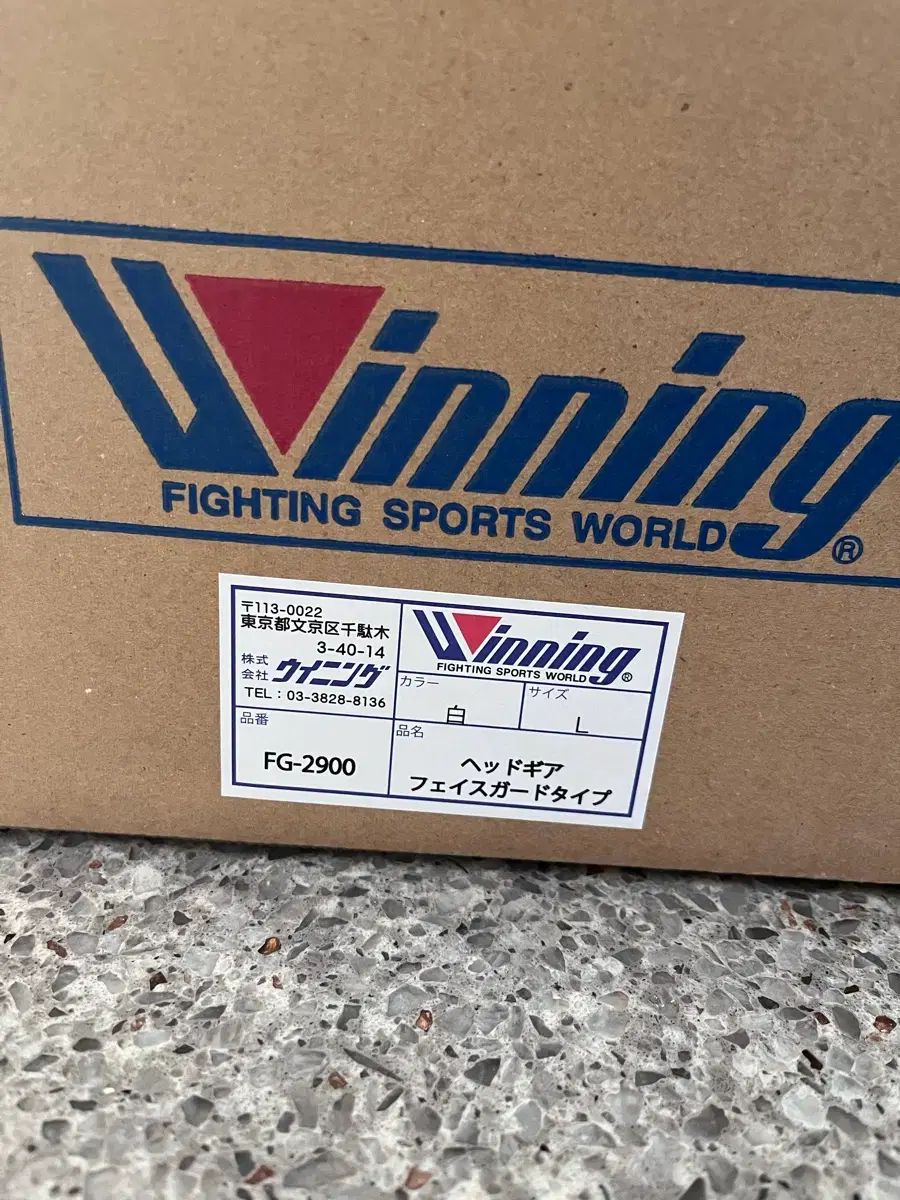 Winning
FIGHTING SPORTS WORLD®
〒113-0022
東京都文京区千駄木
3-40-14
株式会社 ウイニング
TEL：03-3828-8136
Winning
FIGHTING SPORTS WORLD®
カラー
白
サイズ
L
品番
FG-2900
品名
ヘッドギア
フェイスガードタイプ